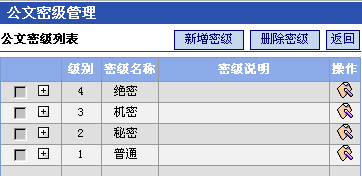 公文密级管理
公文密级列表 新增密级 删除密级 返回
级别 密级名称 密级说明 操作
4 绝密
3 机密
2 秘密
1 普通